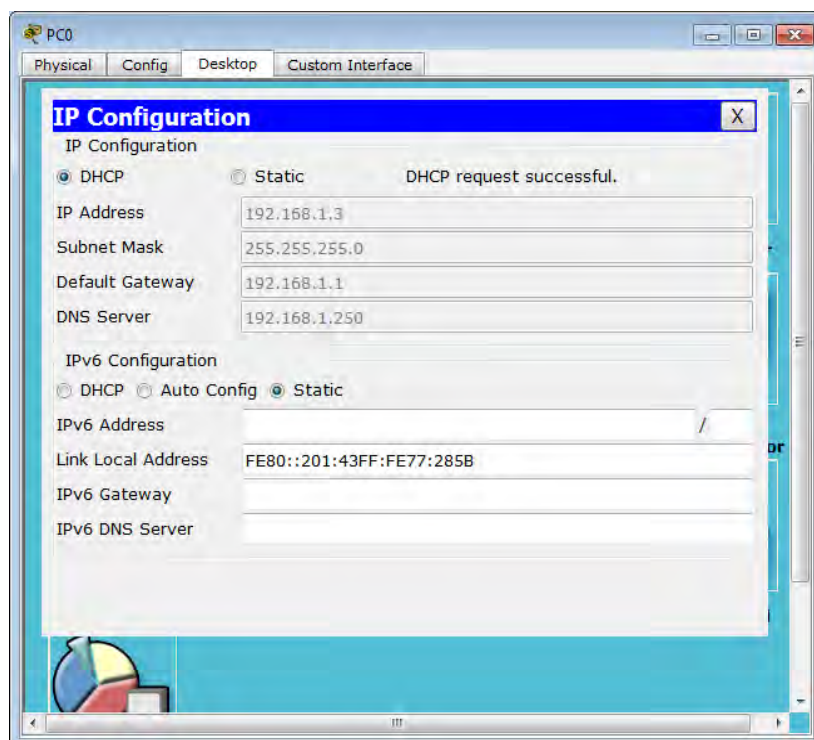 PC0
Physical Config Desktop Custom Interface
IP Configuration X
IP Configuration
DHCP Static DHCP request successful.
IP Address 192.168.1.3
Subnet Mask 255.255.255.0
Default Gateway 192.168.1.1
DNS Server 192.168.1.250
IPv6 Configuration
DHCP Auto Config Static
IPv6 Address /
Link Local Address FE80::201:43FF:FE77:285B
or
IPv6 Gateway
IPv6 DNS Server